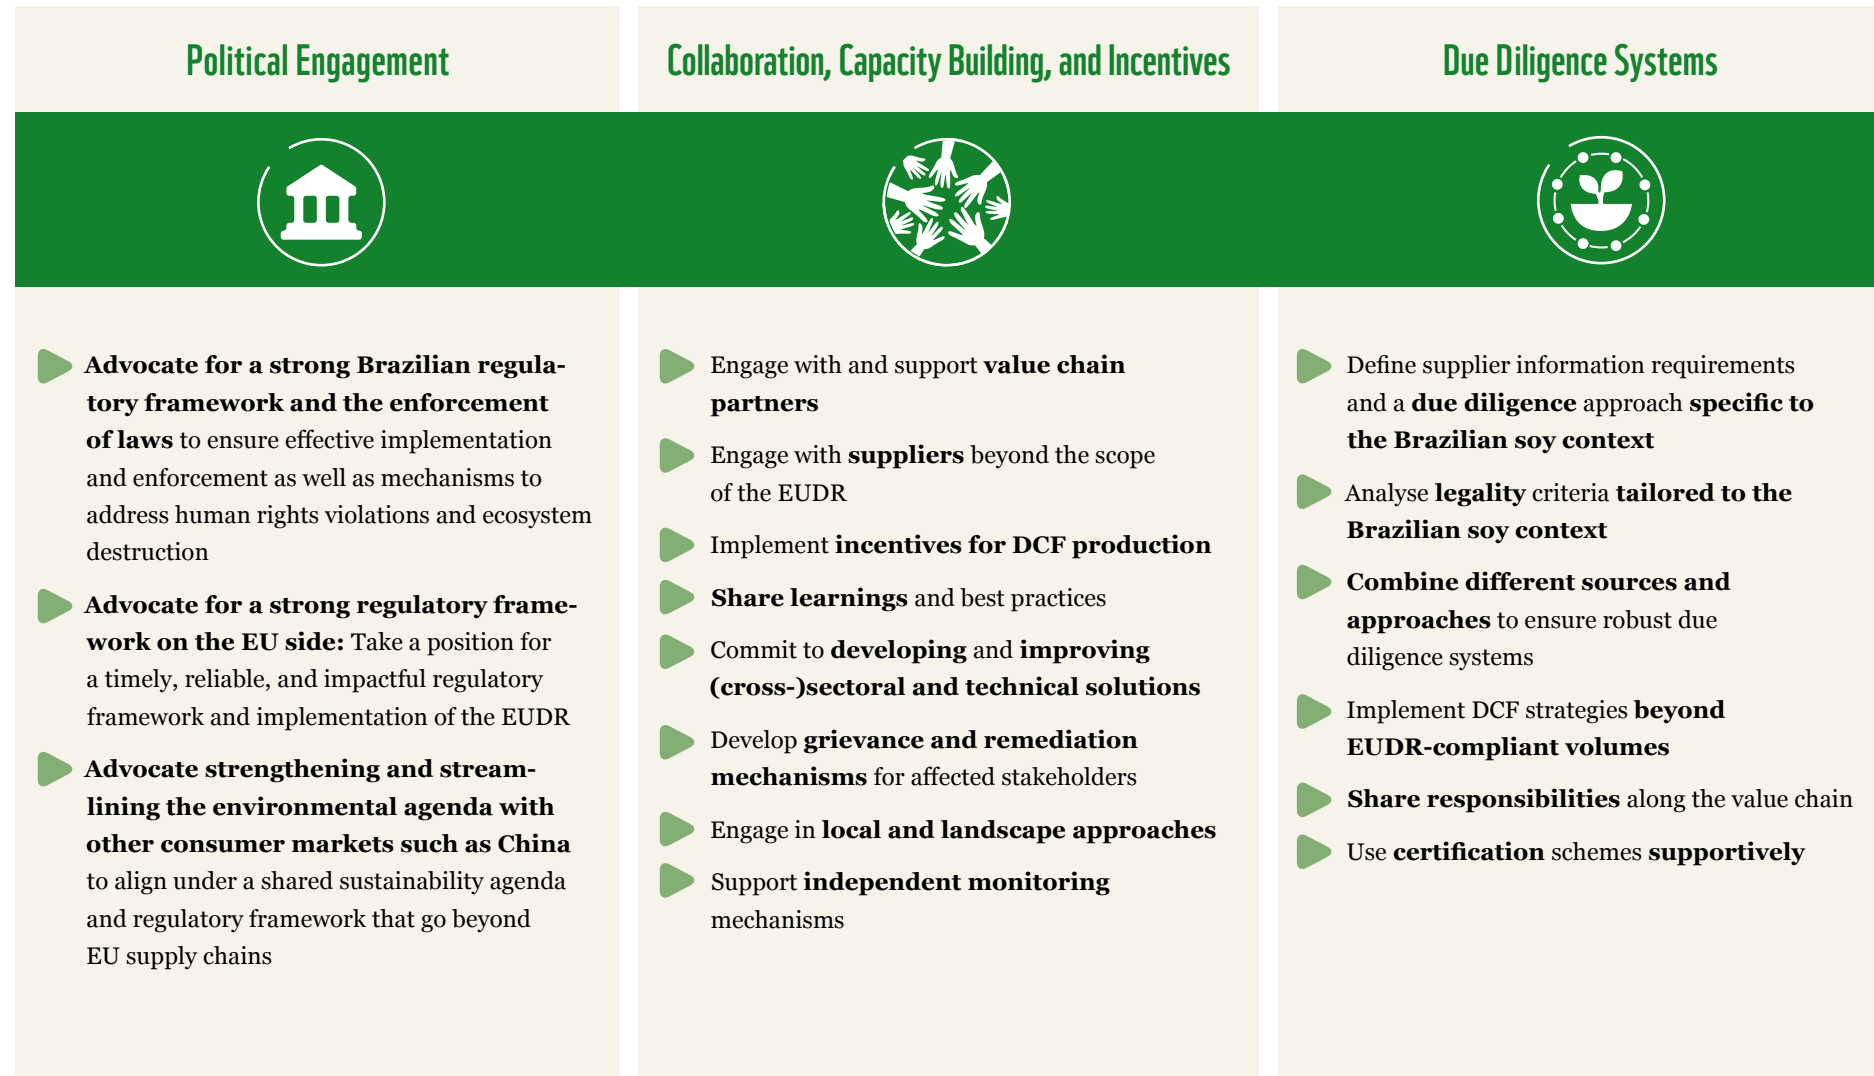 Political Engagement
Advocate for a strong Brazilian regula-
tory framework and the enforcement
of laws to ensure effective implementation
and enforcement as well as mechanisms to
address human rights violations and ecosystem
destruction
Advocate for a strong regulatory frame-
work on the EU side: Take a position for
a timely, reliable, and impactful regulatory
framework and implementation of the EUDR
Advocate strengthening and stream-
lining the environmental agenda with
other consumer markets such as China
to align under a shared sustainability agenda
and regulatory framework that go beyond
EU supply chains
Collaboration, Capacity Building, and Incentives
Engage with and support value chain
partners
Engage with suppliers beyond the scope
of the EUDR
Implement incentives for DCF production
Share learnings and best practices
Commit to developing and improving
(cross-)sectoral and technical solutions
Develop grievance and remediation
mechanisms for affected stakeholders
Engage in local and landscape approaches
Support independent monitoring
mechanisms
Due Diligence Systems
Define supplier information requirements
and a due diligence approach specific to
the Brazilian soy context
Analyse legality criteria tailored to the
Brazilian soy context
Combine different sources and
approaches to ensure robust due
diligence systems
Implement DCF strategies beyond
EUDR-compliant volumes
Share responsibilities along the value chain
Use certification schemes supportively